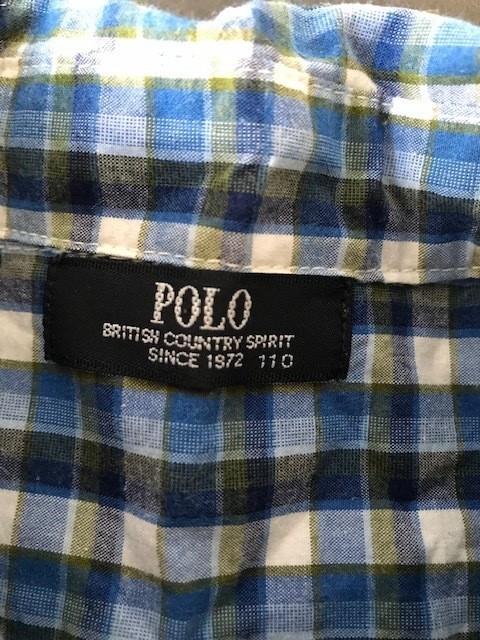 POLO
BRITISH COUNTRY SPIRIT
SINCE 1972 110